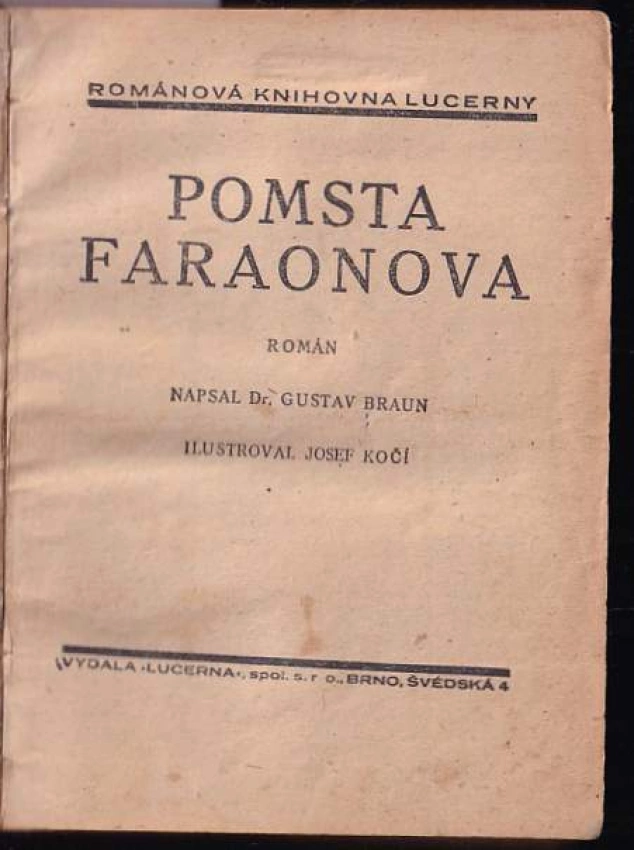 ROMÁNOVÁ KNIHOVNA LUCERNY
POMSTA
FARAONOVA
ROMÁN
NAPSAL Dr. GUSTAV BRAUN
ILUSTROVAL JOSEF KOČÍ
VYDALA ›LUCERNA‹, spol. s. r o., BRNO, ŠVÉDSKÁ 4